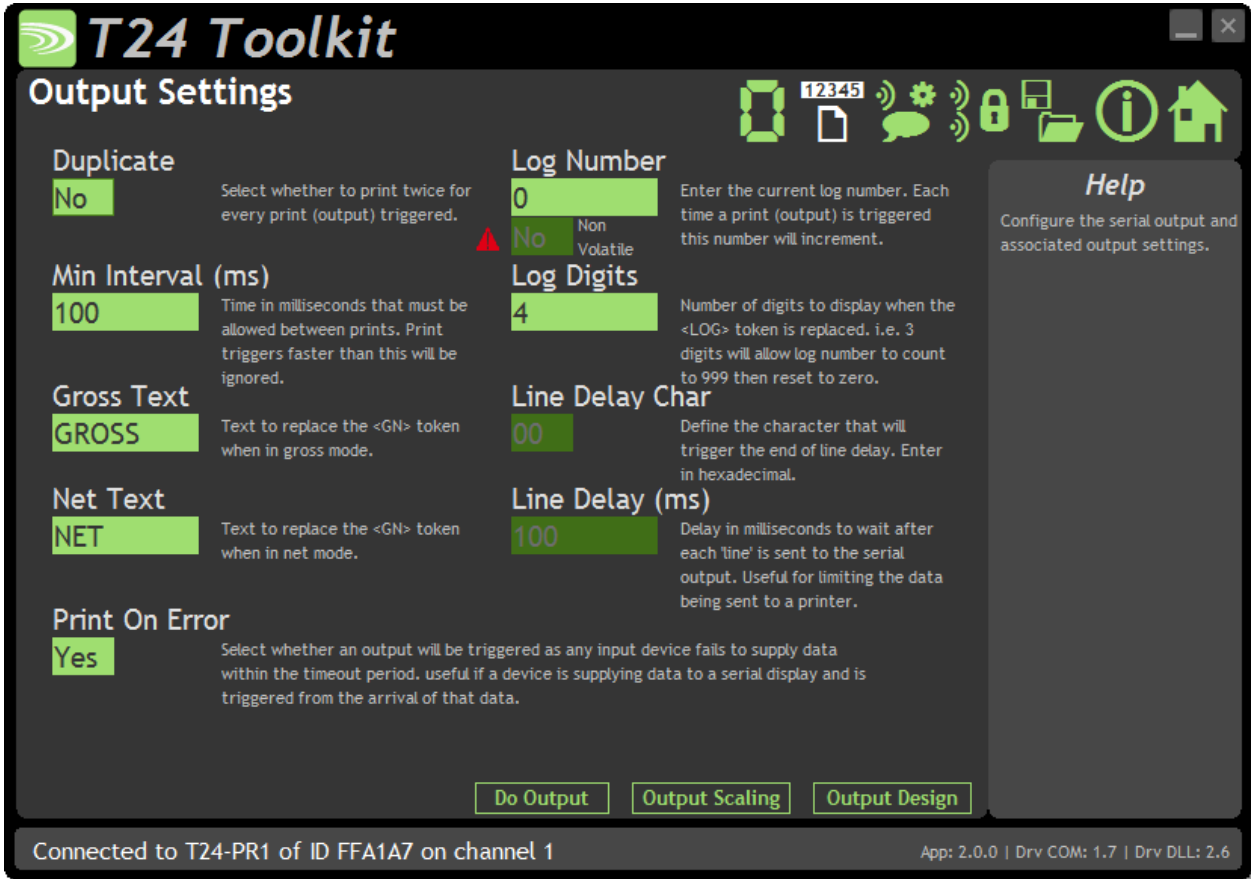 T24 Toolkit
Output Settings
12345
Duplicate
No
Select whether to print twice for
every print (output) triggered.
Log Number
0
No
Non
Volatile
Enter the current log number. Each
time a print (output) is triggered
this number will increment.
Min Interval (ms)
100
Time in milliseconds that must be
allowed between prints. Print
triggers faster than this will be
ignored.
Log Digits
4
Number of digits to display when the
<LOG> token is replaced. i.e. 3
digits will allow log number to count
to 999 then reset to zero.
Gross Text
GROSS
Text to replace the <GN> token
when in gross mode.
Line Delay Char
00
Define the character that will
trigger the end of line delay. Enter
in hexadecimal.
Net Text
NET
Text to replace the <GN> token
when in net mode.
Line Delay (ms)
100
Delay in milliseconds to wait after
each 'line' is sent to the serial
output. Useful for limiting the data
being sent to a printer.
Print On Error
Yes
Select whether an output will be triggered as any input device fails to supply data
within the timeout period. useful if a device is supplying data to a serial display and is
triggered from the arrival of that data.
Do Output
Output Scaling
Output Design
Help
Configure the serial output and
associated output settings.
Connected to T24-PR1 of ID FFA1A7 on channel 1
App: 2.0.0 | Drv COM: 1.7 | Drv DLL: 2.6